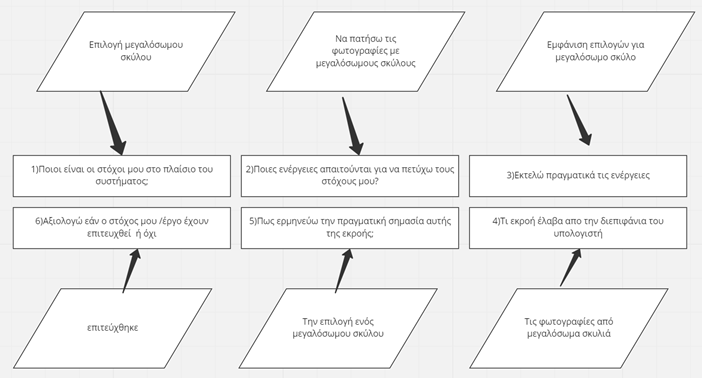 Επιλογή μεγαλόσωμου
σκύλου
Να πατήσω τις
φωτογραφίες με
μεγαλόσωμους σκύλους
Εμφάνιση επιλογών για
μεγαλόσωμο σκύλο
1)Ποιοι είναι οι στόχοι μου στο πλαίσιο του
συστήματος;
2)Ποιες ενέργειες απαιτούνται για να πετύχω τους
στόχους μου?
3)Εκτελώ πραγματικά τις ενέργειες
6)Αξιολογώ εάν ο στόχος μου /έργο έχουν
επιτευχθεί ή όχι
5)Πως ερμηνεύω την πραγματική σημασία αυτής
της εκροής;
4)Τι εκροή έλαβα απο την διεπιφάνια του
υπολογιστή
επιτεύχθηκε
Την επιλογή ενός
μεγαλόσωμου σκύλου
Τις φωτογραφίες από
μεγαλόσωμα σκυλιά